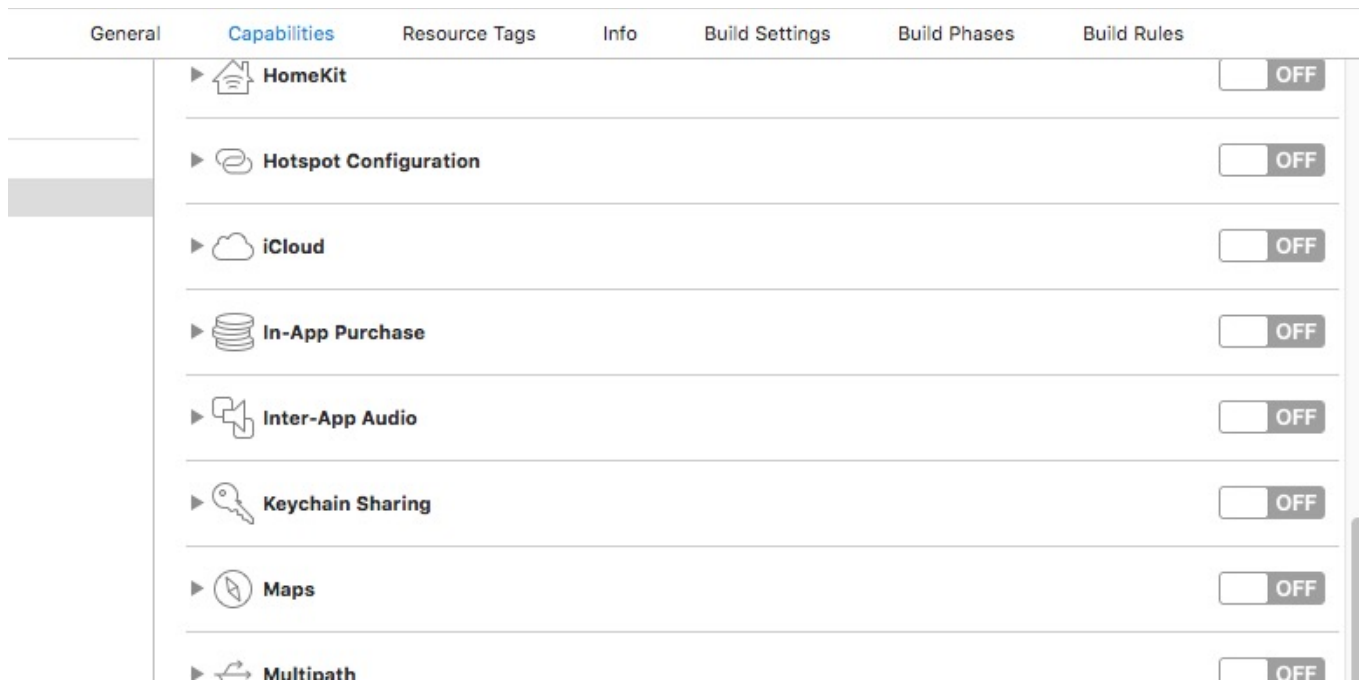 General Capabilities Resource Tags Info Build Settings Build Phases Build Rules
HomeKit OFF
Hotspot Configuration OFF
iCloud OFF
In-App Purchase OFF
Inter-App Audio OFF
Keychain Sharing OFF
Maps OFF
Multipath OFF